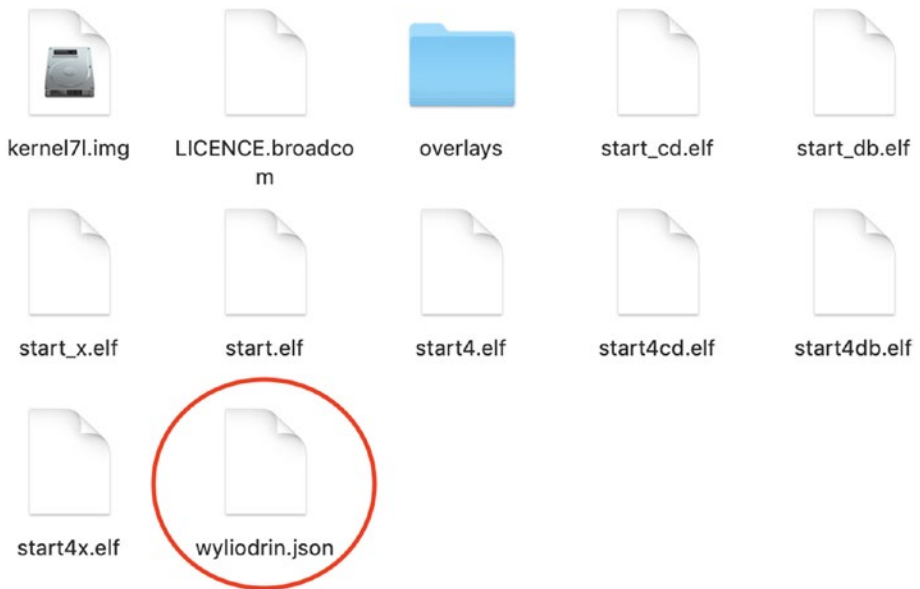 kernel7l.img
LICENCE.broadco
m
overlays
start_cd.elf
start_db.elf
start_x.elf
start.elf
start4.elf
start4cd.elf
start4db.elf
start4x.elf
wyliodrin.json